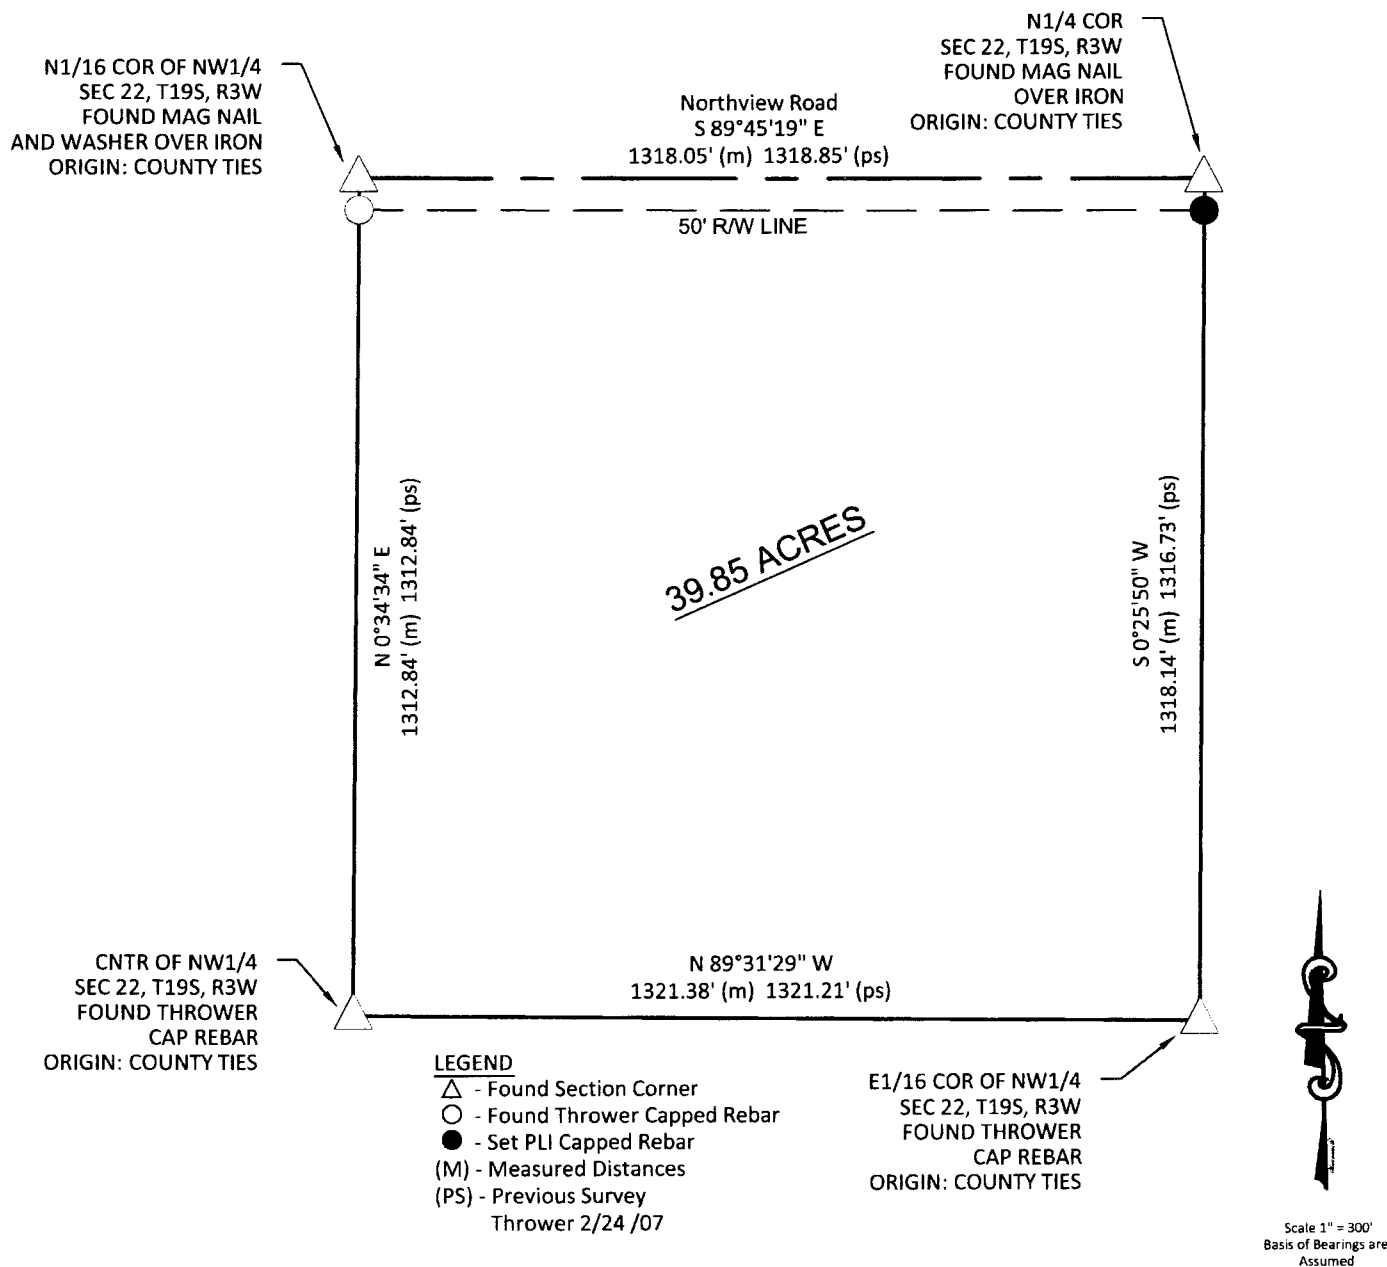 N1/16 COR OF NW1/4
SEC 22, T19S, R3W
FOUND MAG NAIL
AND WASHER OVER IRON
ORIGIN: COUNTY TIES
Northview Road
S 89°45'19" E
1318.05' (m) 1318.85' (ps)
N1/4 COR
SEC 22, T19S, R3W
FOUND MAG NAIL
OVER IRON
ORIGIN: COUNTY TIES
50' R/W LINE
N 0°34'34" E
1312.84' (m) 1312.84' (ps)
39.85 ACRES
S 0°25'50" W
1318.14' (m) 1316.73' (ps)
N 89°31'29" W
1321.38' (m) 1321.21' (ps)
CNTR OF NW1/4
SEC 22, T19S, R3W
FOUND THROWER
CAP REBAR
ORIGIN: COUNTY TIES
LEGEND
- Found Section Corner
- Found Thrower Capped Rebar
- Set PLI Capped Rebar
(M) - Measured Distances
(PS) - Previous Survey
Thrower 2/24 /07
E1/16 COR OF NW1/4
SEC 22, T19S, R3W
FOUND THROWER
CAP REBAR
ORIGIN: COUNTY TIES
Scale 1" = 300'
Basis of Bearings are
Assumed